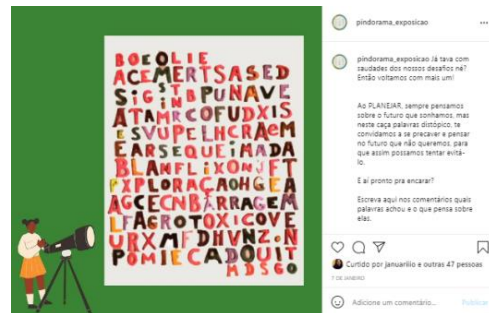 BOEOLIE
ACEMERTSASED
SiGSiNBPUNAVE
ATAMRCOFUDXIS
ESVUPELHCRAeM
EARSEQUEiMADA
BLANFLiXONJFT
PXPLORAÇAOHGEA
AGCECNBARRAGEM
LFAGROTOXICOVE
URXMFDHVNZON
POMIECADOUIT
MDSGO
pindorama_exposicao
pindorama_exposicao Já tava com
saudades dos nossos desafios né?
Então voltamos com mais um!
Ao PLANEJAR, sempre pensamos
sobre o futuro que sonhamos, mas
neste caça palavras distópico, te
convidamos a se precaver e pensar
no futuro que não queremos, para
que assim possamos tentar evitá-
lo.
E aí pronto pra encarar?
Escreva aqui nos comentários quais
palavras achou e o que pensa sobre
elas.
Curtido por januariiio e outras 47 pessoas
7 DE JANEIRO
Adicione um comentário...
Publicar